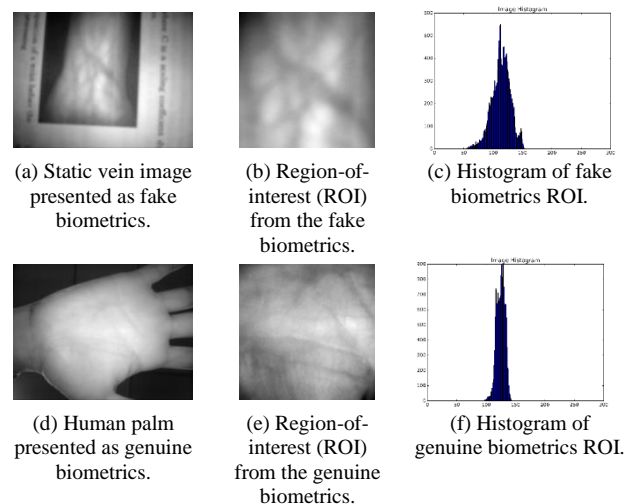 Image Histogram
(a) Static vein image
presented as fake
biometrics.
(b) Region-of-
interest (ROI)
from the fake
biometrics.
(c) Histogram of fake
biometrics ROI.
Image Histogram
(d) Human palm
presented as genuine
biometrics.
(e) Region-of-
interest (ROI)
from the genuine
biometrics.
(f) Histogram of
genuine biometrics ROI.